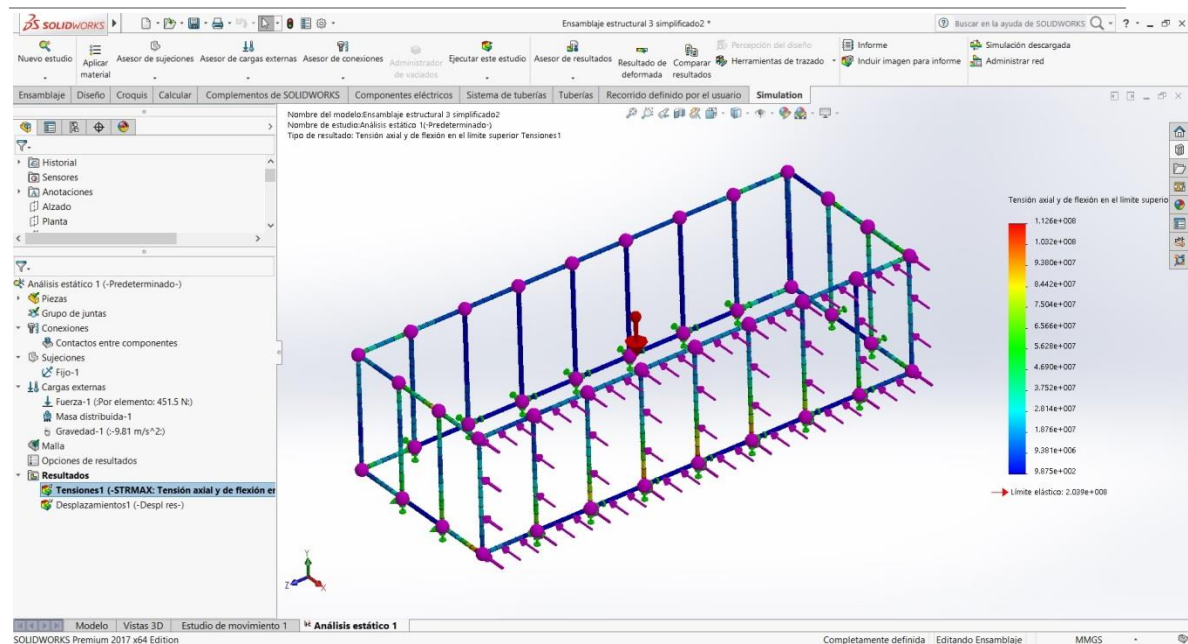 SOLIDWORKS
Ensamblaje estructural 3 simplificado2 *
Buscar en la ayuda de SOLIDWORKS
Nuevo estudio
Aplicar material
Asesor de sujeciones
Asesor de cargas externas
Asesor de conexiones
Administrador de vaciados
Ejecutar este estudio
Asesor de resultados
Resultado de deformada
Comparar resultados
Percepción del diseño
Herramientas de trazado
Informe
Induir imagen para informe
Simulación descargada
Administrar red
Ensamblaje Diseño Croquis Calcular Complementos de SOLIDWORKS Componentes eléctricos Sistema de tuberías Tuberías Recorrido definido por el usuario Simulation
Nombre del modelo:Ensamblaje estructural 3 simplificado2
Nombre de estudio:Análisis estático 1(-Predeterminado-)
Tipo de resultado: Tensión axial y de flexión en el límite superior Tensiones1
Historial
Sensores
Anotaciones
Alzado
Planta
Análisis estático 1 (-Predeterminado-)
Piezas
Grupo de juntas
Conexiones
Contactos entre componentes
Sujeciones
Fijo-1
Cargas externas
Fuerza-1 (:Por elemento: 451.5 N:)
Masa distribuida-1
Gravedad-1 (:-9.81 m/s^2:)
Malla
Opciones de resultados
Resultados
Tensiones1 (-STRMAX: Tensión axial y de flexión er
Desplazamientos1 (-Despl res-)
Tensión axial y de flexión en el límite superio
1.126e+008
1.032e+008
9.380e+007
8.442e+007
7.504e+007
6.566e+007
5.628e+007
4.690e+007
3.752e+007
2.814e+007
1.876e+007
9.381e+006
9.875e+002
Límite elástico: 2.039e+008
Y
Z
X
Modelo Vistas 3D Estudio de movimiento 1 Análisis estático 1
SOLIDWORKS Premium 2017 x64 Edition
Completamente definida Editando Ensamblaje MMGS